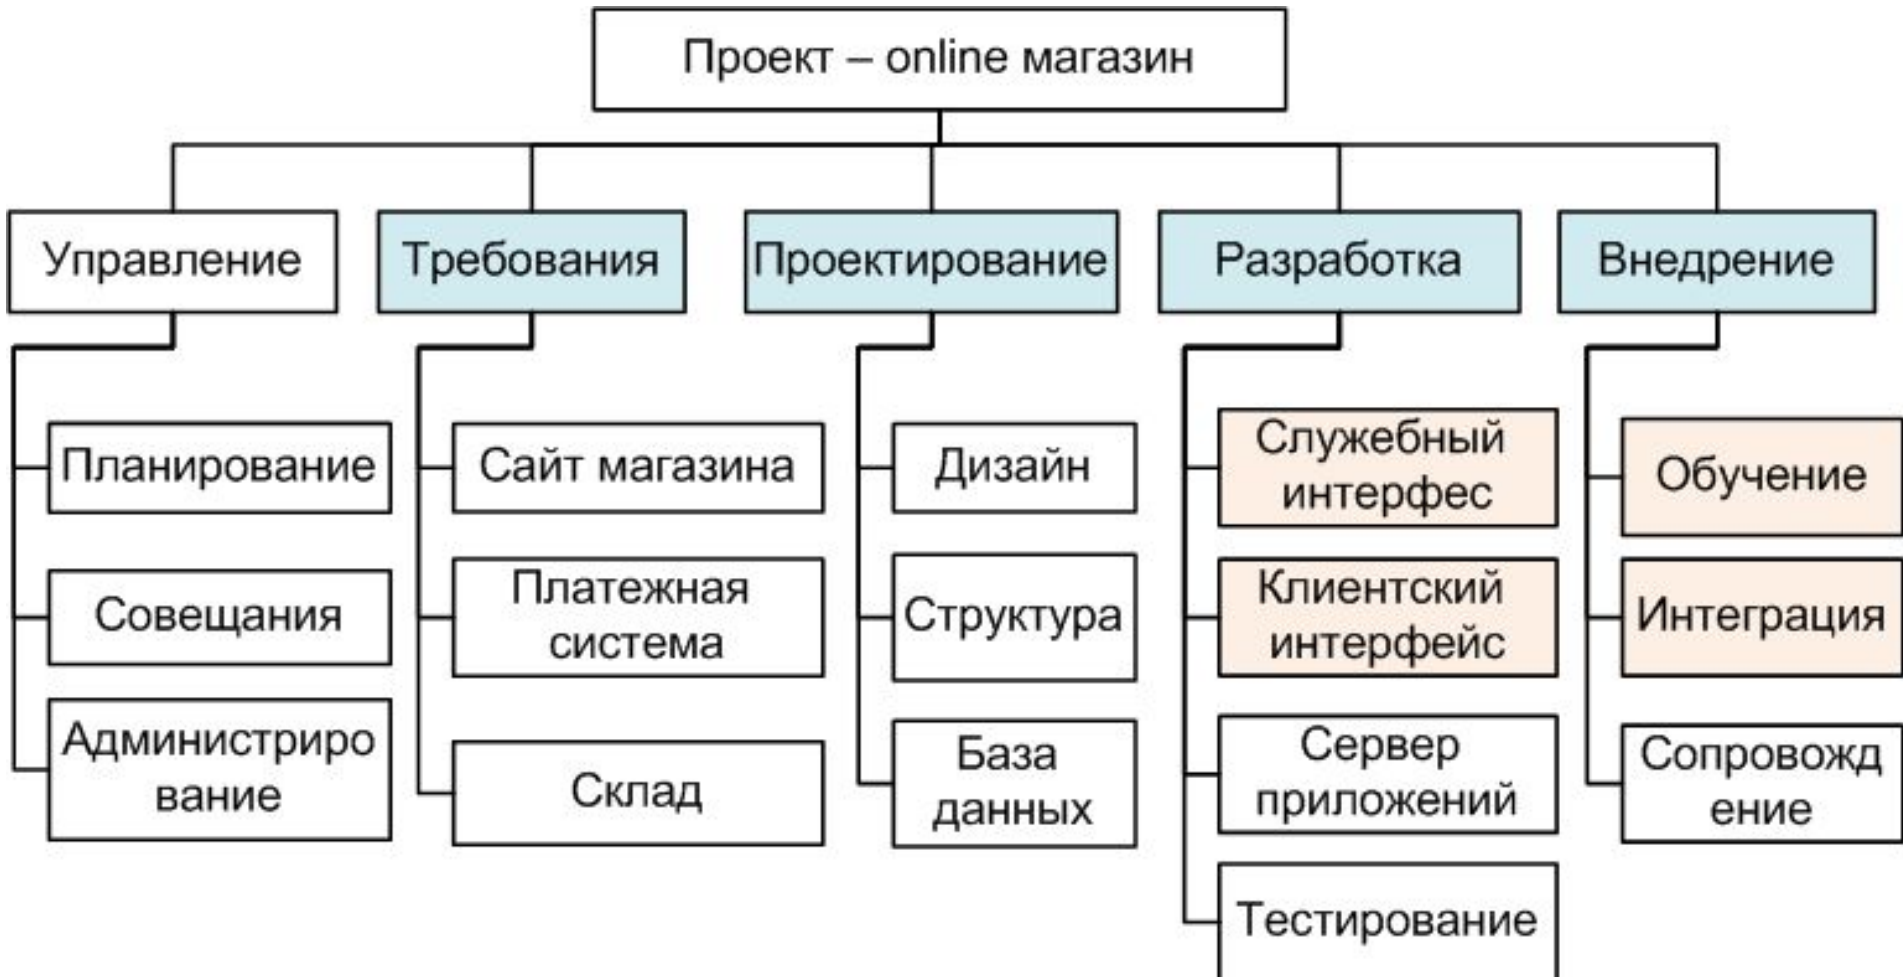 Проект – online магазин
Управление
Требования
Проектирование
Разработка
Внедрение
Планирование
Совещания
Администриро
вание
Сайт магазина
Платежная
система
Склад
Дизайн
Структура
База
данных
Служебный
интерфес
Клиентский
интерфейс
Сервер
приложений
Тестирование
Обучение
Интеграция
Сопровожд
ение